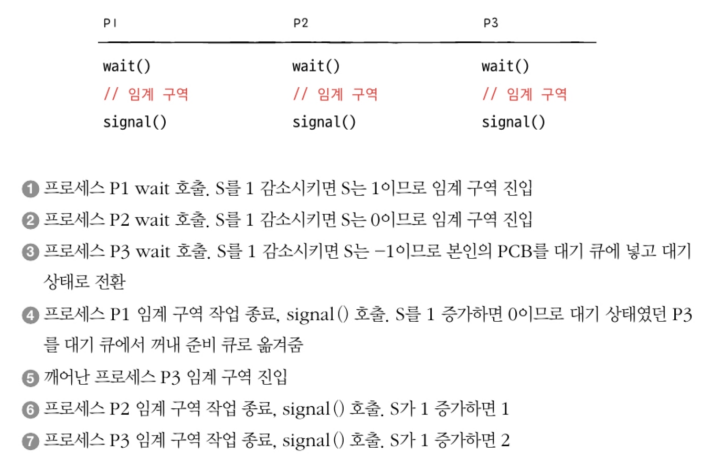 P1 P2 P3
wait() wait() wait()
// 임계 구역 // 임계 구역 // 임계 구역
signal() signal() signal()
1 프로세스 P1 wait 호출. S를 1 감소시키면 S는 1이므로 임계 구역 진입
2 프로세스 P2 wait 호출. S를 1 감소시키면 S는 0이므로 임계 구역 진입
3 프로세스 P3 wait 호출. S를 1 감소시키면 S는 −1이므로 본인의 PCB를 대기 큐에 넣고 대기
상태로 전환
4 프로세스 P1 임계 구역 작업 종료, signal() 호출. S를 1 증가하면 0이므로 대기 상태였던 P3
를 대기 큐에서 꺼내 준비 큐로 옮겨줌
5 깨어난 프로세스 P3 임계 구역 진입
6 프로세스 P2 임계 구역 작업 종료, signal() 호출. S가 1 증가하면 1
7 프로세스 P3 임계 구역 작업 종료, signal() 호출. S가 1 증가하면 2